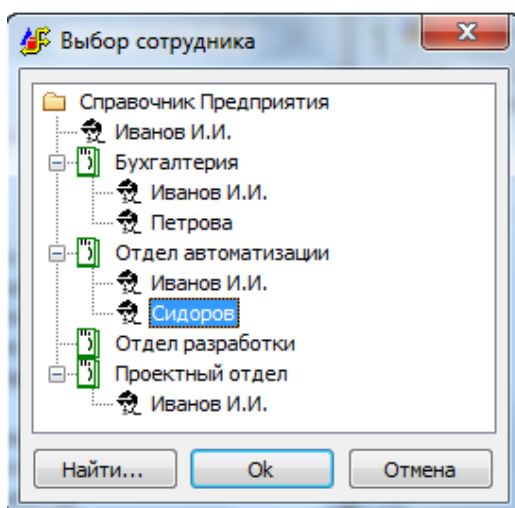 Выбор сотрудника
Справочник Предприятия
Иванов И.И.
Бухгалтерия
Иванов И.И.
Петрова
Отдел автоматизации
Иванов И.И.
Сидоров
Отдел разработки
Проектный отдел
Иванов И.И.
Найти... Ok Отмена